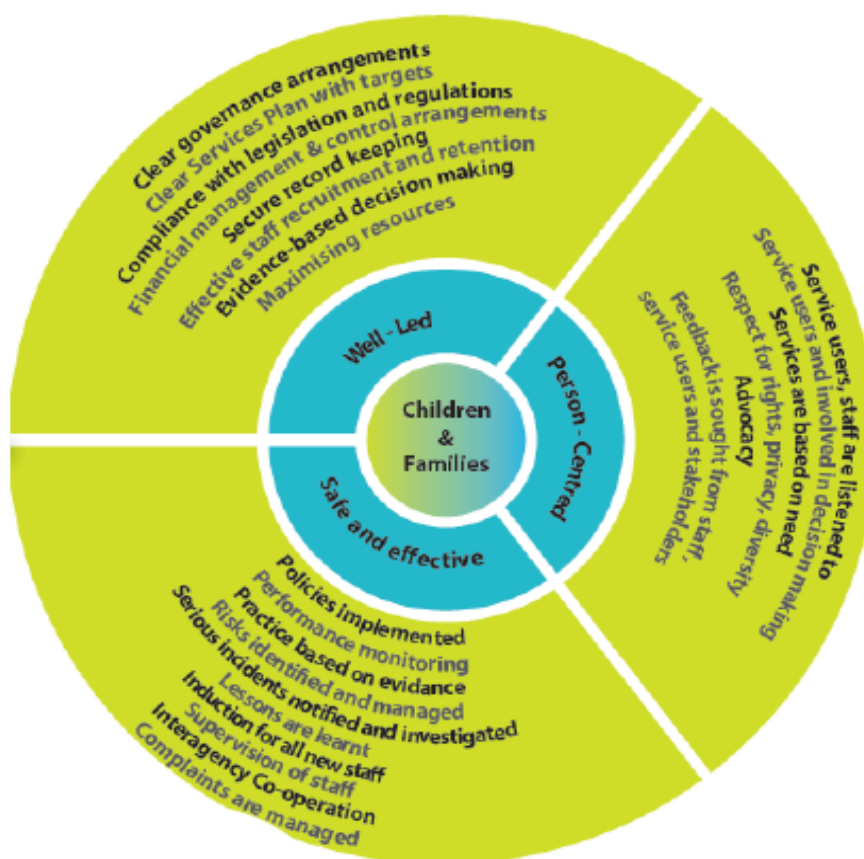 Clear governance arrangements
Clear Services Plan with targets
Compliance with legislation and regulations
Financial management & control arrangements
Secure record keeping
Effective staff recruitment and retention
Evidence-based decision making
Maximising resources
Well - Led
Children
&
Families
Person - Centred
Service users, staff are listened to
Service users and involved in decision making
Services are based on need
Respect for rights, privacy, diversity
Advocacy
Feedback is sought from staff,
service users and stakeholders
Safe and effective
Policies implemented
Performance monitoring
Practice based on evidence
Risks identified and managed
Serious incidents notified and investigated
Lessons are learnt
Induction for all new staff
Supervision of staff
Interagency Co-operation
Complaints are managed